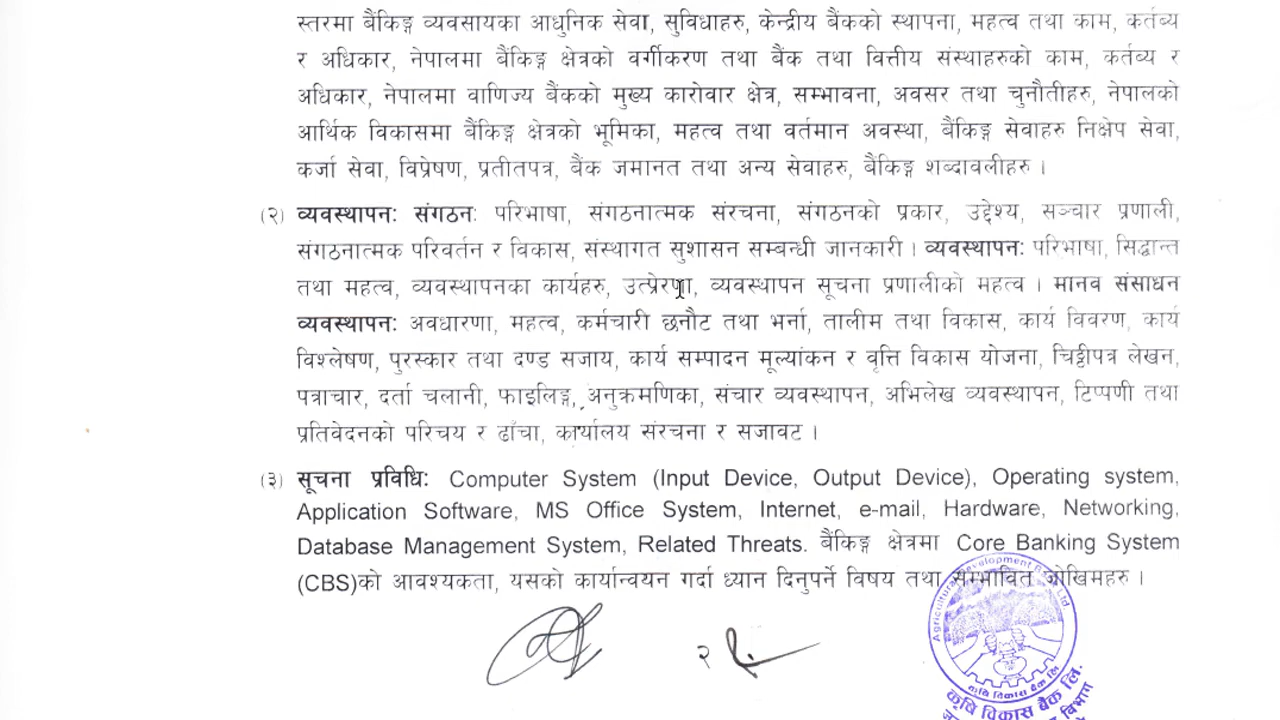 स्तरमा बैंकिङ्ग व्यवसायका आधुनिक सेवा, सुविधाहरु, केन्द्रीय बैंकको स्थापना, महत्व तथा काम, कर्तब्य
र अधिकार, नेपालमा बैंकिङ्ग क्षेत्रको वर्गीकरण तथा बैंक तथा वित्तीय संस्थाहरुको काम, कर्तब्य र
अधिकार, नेपालमा वाणिज्य बैंकको मुख्य कारोवार क्षेत्र, सम्भावना, अवसर तथा चुनौतीहरु, नेपालको
आर्थिक विकासमा बैंकिङ्ग क्षेत्रको भूमिका, महत्व तथा वर्तमान अवस्था, बैंकिङ्ग सेवाहरु निक्षेप सेवा,
कर्जा सेवा, विप्रेषण, प्रतीतपत्र, बैंक जमानत तथा अन्य सेवाहरु, बैंकिङ्ग शब्दावलीहरु ।
(२) व्यवस्थापन: संगठन: परिभाषा, संगठनात्मक संरचना, संगठनको प्रकार, उद्देश्य, सञ्चार प्रणाली,
संगठनात्मक परिवर्तन र विकास, संस्थागत सुशासन सम्बन्धी जानकारी । व्यवस्थापन: परिभाषा, सिद्धान्त
तथा महत्व, व्यवस्थापनका कार्यहरु, उत्प्रेरणा, व्यवस्थापन सूचना प्रणालीको महत्व । मानव संसाधन
व्यवस्थापन: अवधारणा, महत्व, कर्मचारी छनौट तथा भर्ना, तालीम तथा विकास, कार्य विवरण, कार्य
विश्लेषण, पुरस्कार तथा दण्ड सजाय, कार्य सम्पादन मूल्यांकन र वृत्ति विकास योजना, चिठ्ठीपत्र लेखन,
पत्राचार, दर्ता चलानी, फाइलिङ्ग, अनुक्रमणिका, संचार व्यवस्थापन, अभिलेख व्यवस्थापन, टिप्पणी तथा
प्रतिवेदनको परिचय र ढाँचा, कार्यालय संरचना र सजावट ।
(३) सूचना प्रविधि: Computer System (Input Device, Output Device), Operating system,
Application Software, MS Office System, Internet, e-mail, Hardware, Networking,
Database Management System, Related Threats. बैंकिङ्ग क्षेत्रमा Core Banking System
(CBS)को आवश्यकता, यसको कार्यान्वयन गर्दा ध्यान दिनुपर्ने विषय तथा सम्भावित जोखिमहरु ।
२
Agricultural Development Bank Ltd
कृषि विकास बैंक लि.
कृषि विकास बैंक लि.
विभाग